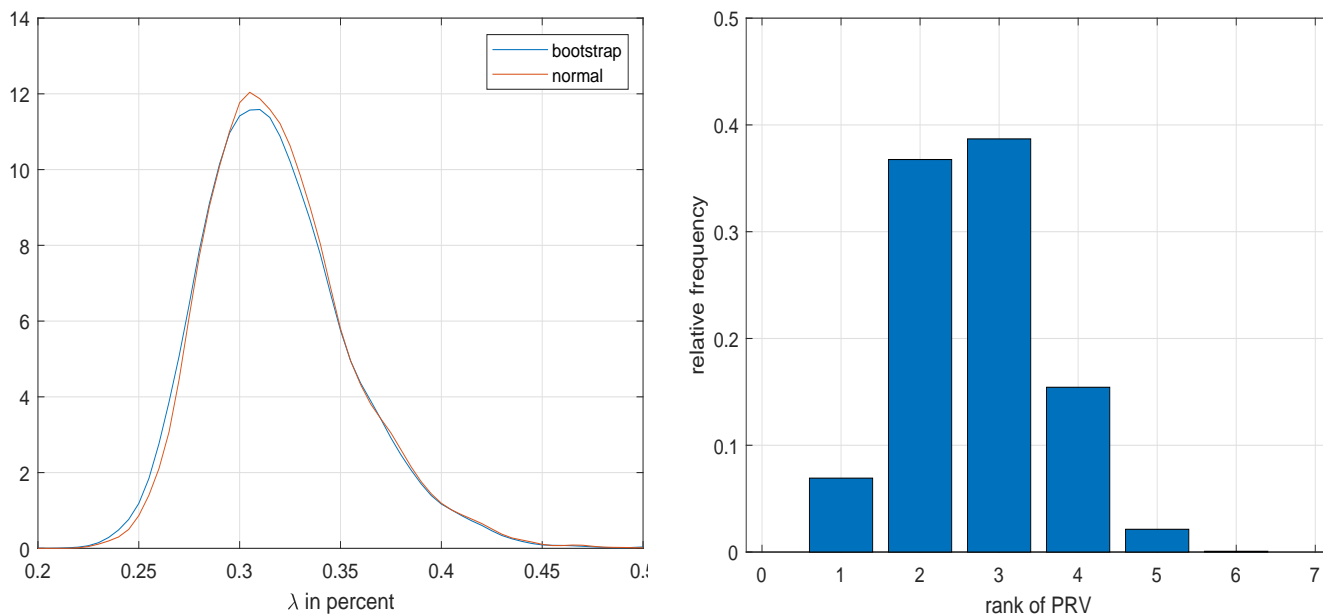 14
12
10
8
6
4
2
0
0.2 0.25 0.3 0.35 0.4 0.45 0.5
λ in percent
bootstrap
normal
0.5
0.4
0.3
0.2
0.1
0
0 1 2 3 4 5 6 7
relative frequency
rank of PRV